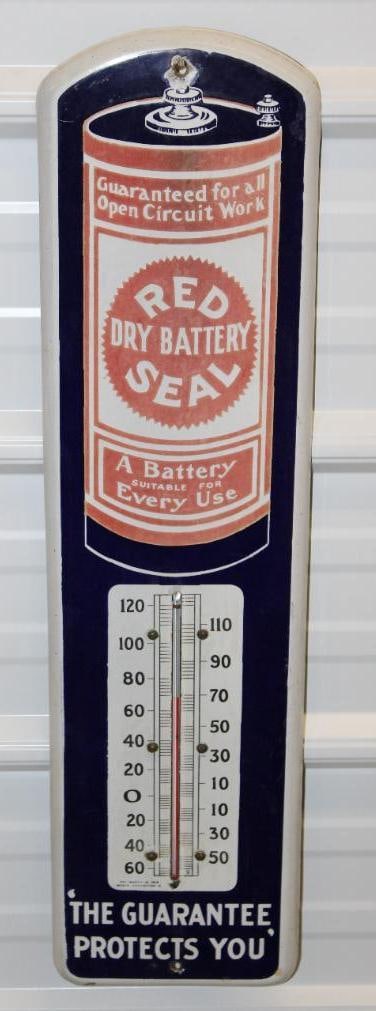 Guaranteed for all
Open Circuit Work
RED
DRY BATTERY
SEAL
A Battery
SUITABLE FOR
Every Use
120
110
100
90
80
70
60
50
40
30
20
10
0
10
20
30
40
50
60
"THE GUARANTEE
PROTECTS YOU"